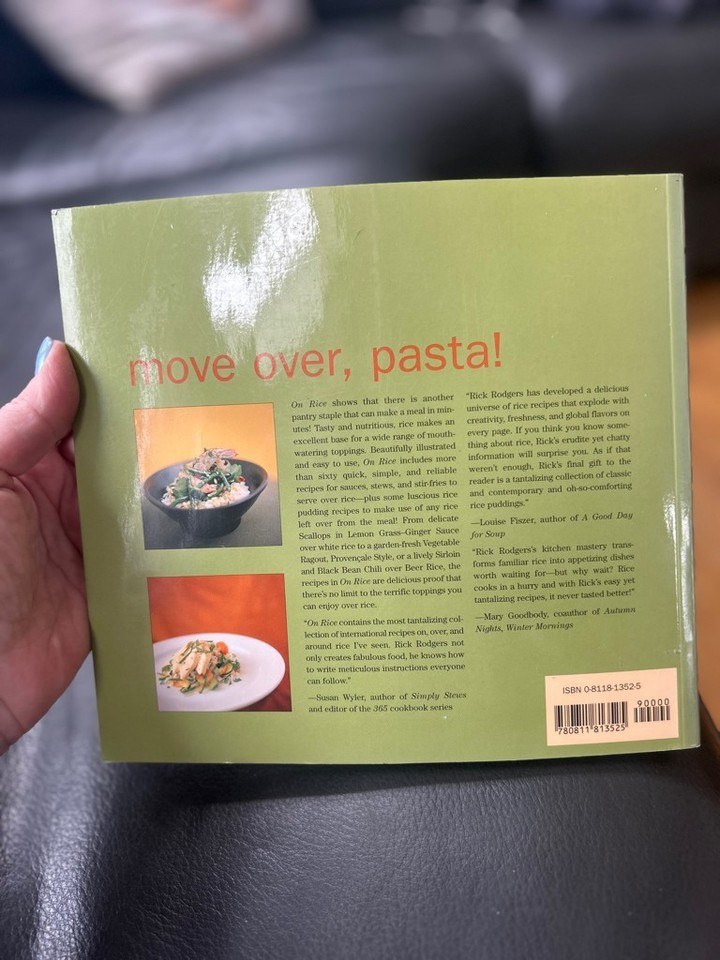 move over, pasta!
On Rice shows that there is another
pantry staple that can make a meal in min-
utes! Tasty and nutritious, rice makes an
excellent base for a wide range of mouth-
watering toppings. Beautifully illustrated
and easy to use, On Rice includes more
than sixty quick, simple, and reliable
recipes for sauces, stews, and stir-fries to
serve over rice—plus some luscious rice
pudding recipes to make use of any rice
left over from the meal! From delicate
Scallops in Lemon Grass–Ginger Sauce
over white rice to a garden-fresh Vegetable
Ragout, Provençale Style, or a lively Sirloin
and Black Bean Chili over Beer Rice, the
recipes in On Rice are delicious proof that
there's no limit to the terrific toppings you
can enjoy over rice.
"On Rice contains the most tantalizing col-
lection of international recipes on, over, and
around rice I've seen. Rick Rodgers not
only creates fabulous food, he knows how
to write meticulous instructions everyone
can follow."
—Susan Wyler, author of Simply Stews
and editor of the 365 cookbook series
"Rick Rodgers has developed a delicious
universe of rice recipes that explode with
creativity, freshness, and global flavors on
every page. If you think you know some-
thing about rice, Rick's erudite yet chatty
information will surprise you. As if that
weren't enough, Rick's final gift to the
reader is a tantalizing collection of classic
and contemporary and oh-so-comforting
rice puddings."
—Louise Fiszer, author of A Good Day
for Soup
"Rick Rodgers's kitchen mastery trans-
forms familiar rice into appetizing dishes
worth waiting for—but why wait? Rice
cooks in a hurry and with Rick's easy yet
tantalizing recipes, it never tasted better!"
—Mary Goodbody, coauthor of Autumn
Nights, Winter Mornings
ISBN 0-8118-1352-5
90000
9780811813525